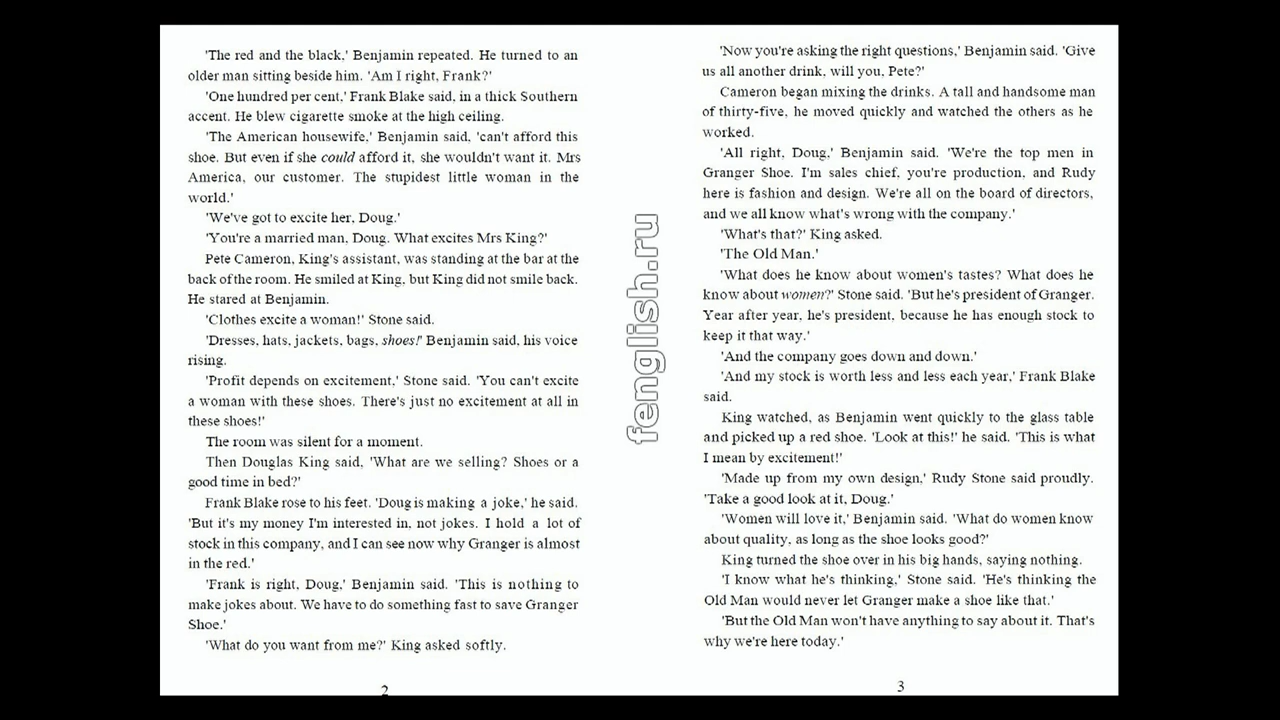 'The red and the black,' Benjamin repeated. He turned to an
older man sitting beside him. 'Am I right, Frank?'
'One hundred per cent,' Frank Blake said, in a thick Southern
accent. He blew cigarette smoke at the high ceiling.
'The American housewife,' Benjamin said, 'can't afford this
shoe. But even if she could afford it, she wouldn't want it. Mrs
America, our customer. The stupidest little woman in the
world.'
'We've got to excite her, Doug.'
'You're a married man, Doug. What excites Mrs King?'
Pete Cameron, King's assistant, was standing at the bar at the
back of the room. He smiled at King, but King did not smile back.
He stared at Benjamin.
'Clothes excite a woman!' Stone said.
'Dresses, hats, jackets, bags, shoes!' Benjamin said, his voice
rising.
'Profit depends on excitement,' Stone said. 'You can't excite
a woman with these shoes. There's just no excitement at all in
these shoes!'
The room was silent for a moment.
Then Douglas King said, 'What are we selling? Shoes or a
good time in bed?'
Frank Blake rose to his feet. 'Doug is making a joke,' he said.
'But it's my money I'm interested in, not jokes. I hold a lot of
stock in this company, and I can see now why Granger is almost
in the red.'
'Frank is right, Doug,' Benjamin said. 'This is nothing to
make jokes about. We have to do something fast to save Granger
Shoe.'
'What do you want from me?' King asked softly.
2
fenglish.ru
'Now you're asking the right questions,' Benjamin said. 'Give
us all another drink, will you, Pete?'
Cameron began mixing the drinks. A tall and handsome man
of thirty-five, he moved quickly and watched the others as he
worked.
'All right, Doug,' Benjamin said. 'We're the top men in
Granger Shoe. I'm sales chief, you're production, and Rudy
here is fashion and design. We're all on the board of directors,
and we all know what's wrong with the company.'
'What's that?' King asked.
'The Old Man.'
'What does he know about women's tastes? What does he
know about women?' Stone said. 'But he's president of Granger.
Year after year, he's president, because he has enough stock to
keep it that way.'
'And the company goes down and down.'
'And my stock is worth less and less each year,' Frank Blake
said.
King watched, as Benjamin went quickly to the glass table
and picked up a red shoe. 'Look at this!' he said. 'This is what
I mean by excitement!'
'Made up from my own design,' Rudy Stone said proudly.
'Take a good look at it, Doug.'
'Women will love it,' Benjamin said. 'What do women know
about quality, as long as the shoe looks good?'
King turned the shoe over in his big hands, saying nothing.
'I know what he's thinking,' Stone said. 'He's thinking the
Old Man would never let Granger make a shoe like that.'
'But the Old Man won't have anything to say about it. That's
why we're here today.'
3